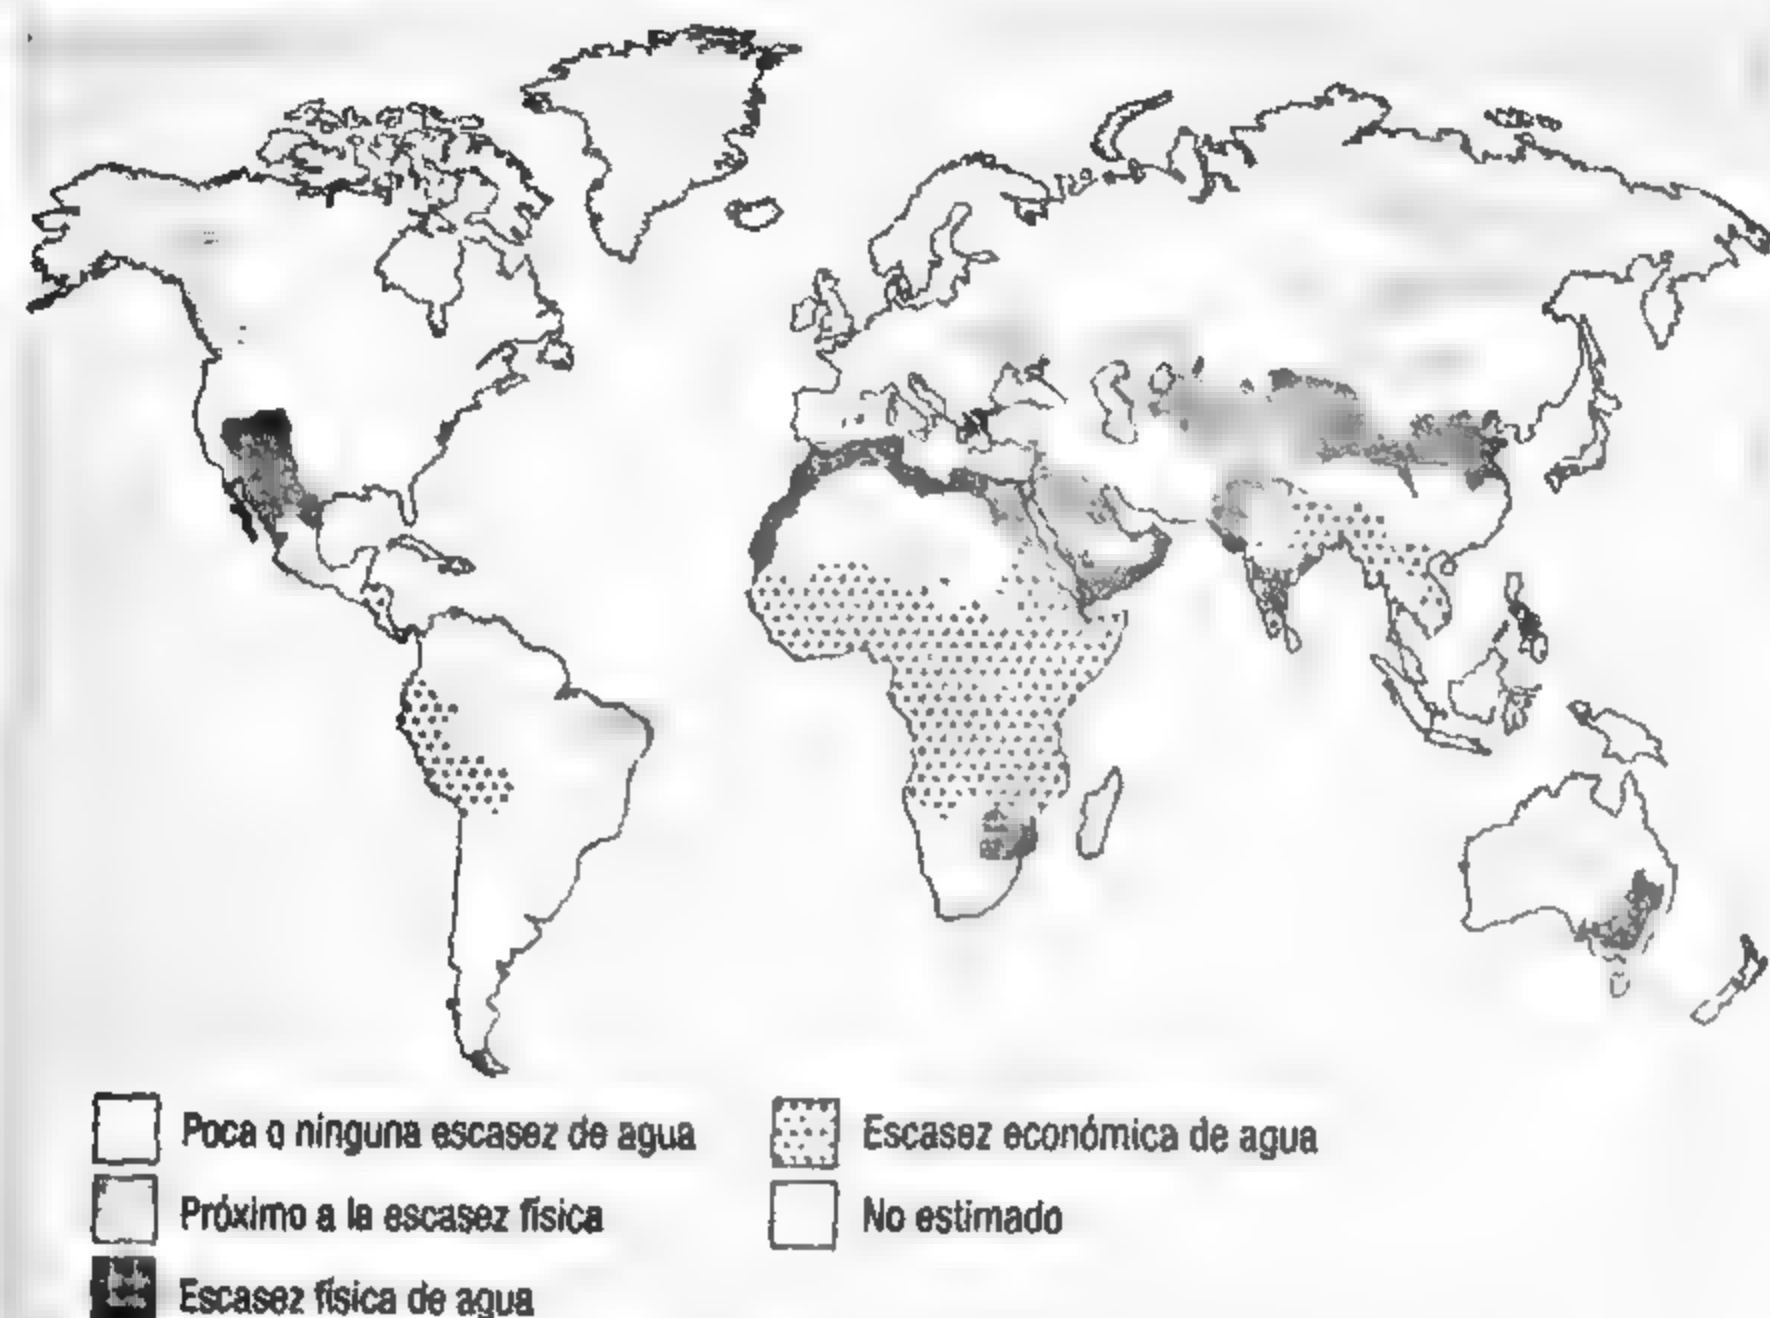 Poca o ninguna escasez de agua
Próximo a la escasez física
Escasez física de agua
Escasez económica de agua
No estimado